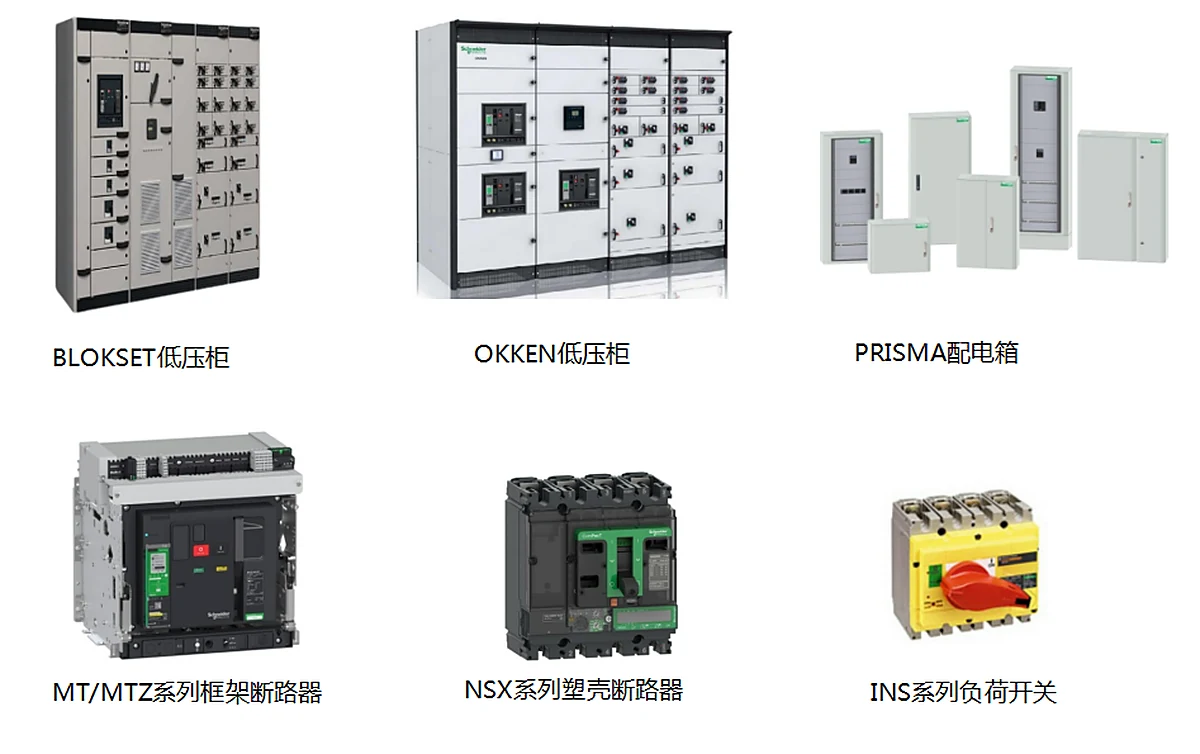 Schneider
BLOKSET低压柜
OKKEN低压柜
PRISMA配电箱
Schneider
Schneider
MT/MTZ系列框架断路器
NSX系列塑壳断路器
INS系列负荷开关